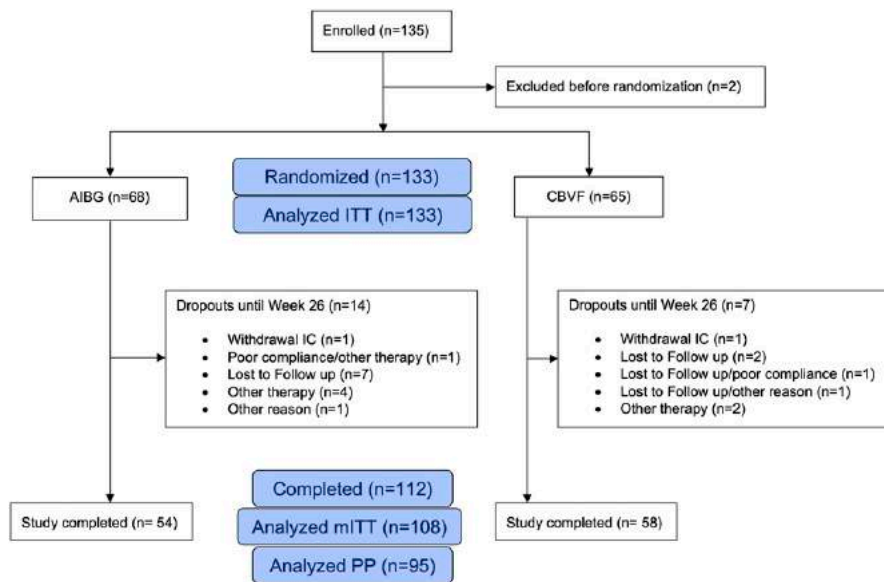 Enrolled (n=135)
Excluded before randomization (n=2)
AIBG (n=68)
Randomized (n=133)
Analyzed ITT (n=133)
CBVF (n=65)
Dropouts until Week 26 (n=14)
• Withdrawal IC (n=1)
• Poor compliance/other therapy (n=1)
• Lost to Follow up (n=7)
• Other therapy (n=4)
• Other reason (n=1)
Dropouts until Week 26 (n=7)
• Withdrawal IC (n=1)
• Lost to Follow up (n=2)
• Lost to Follow up/poor compliance (n=1)
• Lost to Follow up/other reason (n=1)
• Other therapy (n=2)
Study completed (n= 54)
Completed (n=112)
Analyzed mITT (n=108)
Analyzed PP (n=95)
Study completed (n= 58)